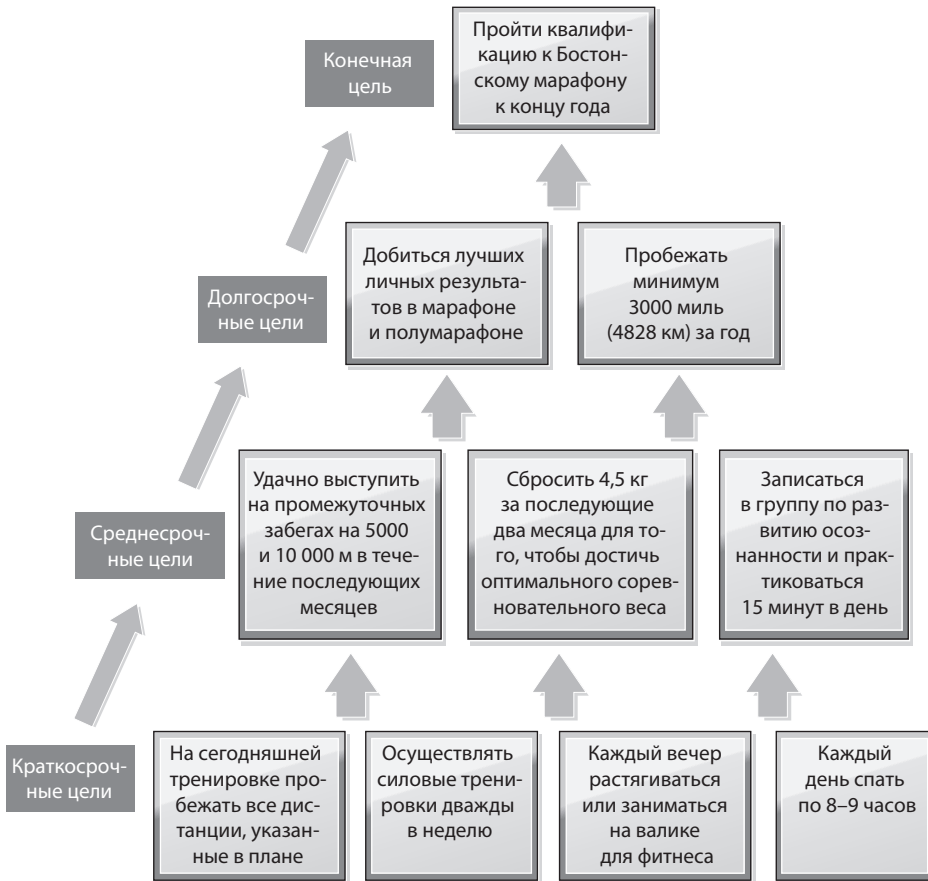 Конечная
цель
Пройти квалифи-
кацию к Бостон-
скому марафону
к концу года
Долгосроч-
ные цели
Добиться лучших
личных результа-
тов в марафоне
и полумарафоне
Пробежать
минимум
3000 миль
(4828 км) за год
Среднесроч-
ные цели
Удачно выступить
на промежуточных
забегах на 5000
и 10 000 м в тече-
ние последующих
месяцев
Сбросить 4,5 кг
за последующие
два месяца для то-
го, чтобы достичь
оптимального сорев-
новательного веса
Записаться
в группу по раз-
витию осоз-
нанности и прак-
тиковаться
15 минут в день
Краткосроч-
ные цели
На сегодняшней
тренировке про-
бежать все дис-
танции, указан-
ные в плане
Осуществлять
силовые трени-
ровки дважды
в неделю
Каждый вечер
растягиваться
или заниматься
на валике
для фитнеса
Каждый
день спать
по 8–9 часов